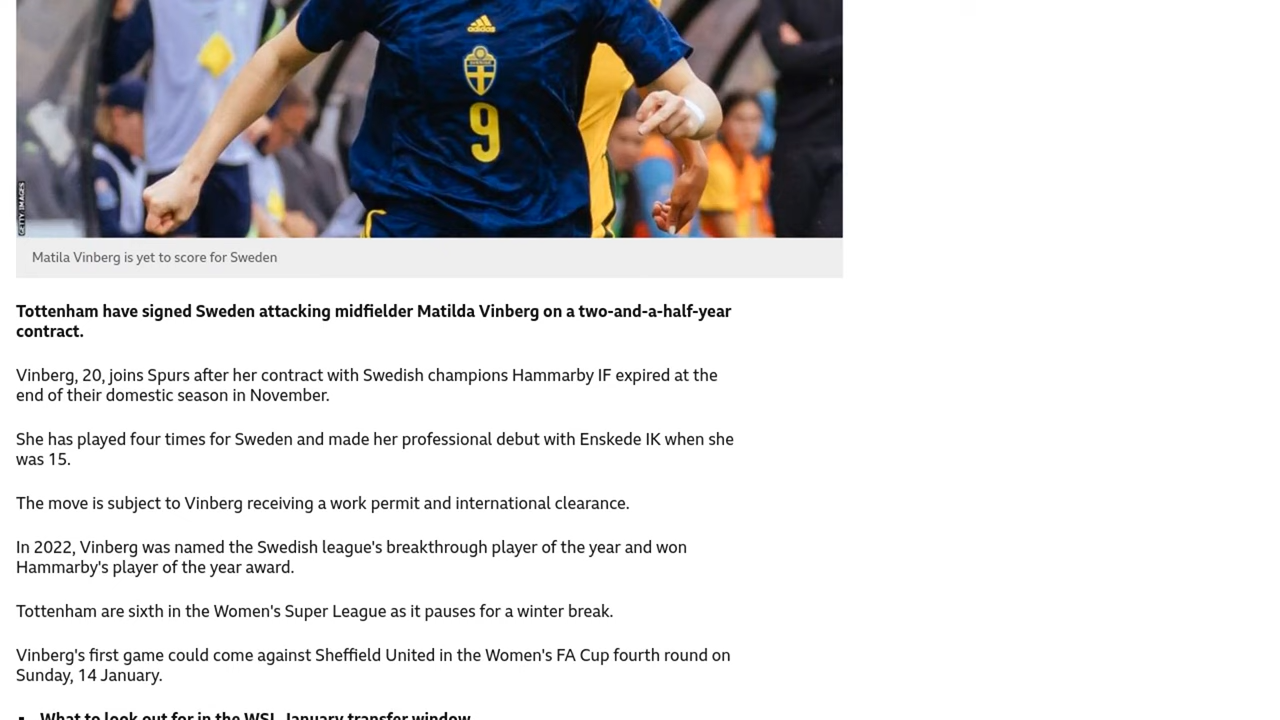 adidas
9
GETTY IMAGES
Matila Vinberg is yet to score for Sweden
Tottenham have signed Sweden attacking midfielder Matilda Vinberg on a two-and-a-half-year
contract.
Vinberg, 20, joins Spurs after her contract with Swedish champions Hammarby IF expired at the
end of their domestic season in November.
She has played four times for Sweden and made her professional debut with Enskede IK when she
was 15.
The move is subject to Vinberg receiving a work permit and international clearance.
In 2022, Vinberg was named the Swedish league's breakthrough player of the year and won
Hammarby's player of the year award.
Tottenham are sixth in the Women's Super League as it pauses for a winter break.
Vinberg's first game could come against Sheffield United in the Women's FA Cup fourth round on
Sunday, 14 January.
What to look out for in the WSL January transfer window